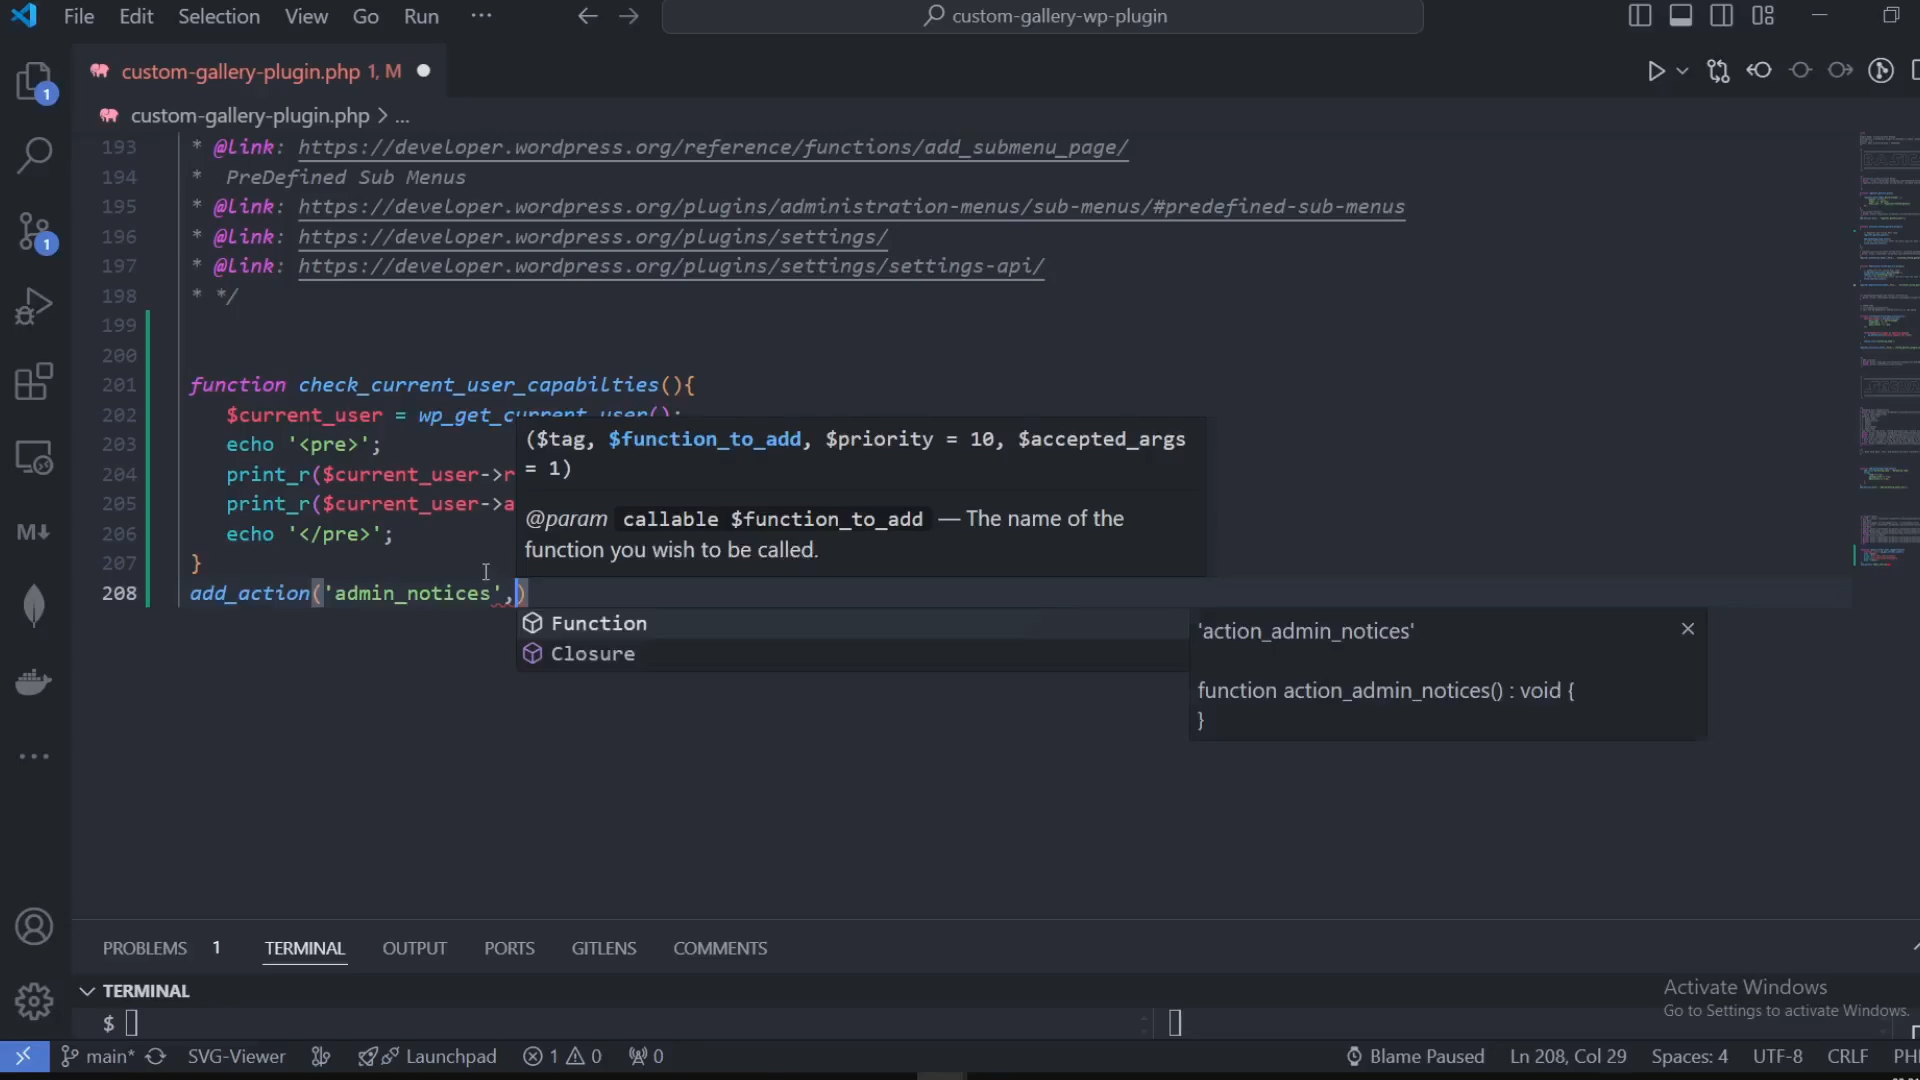 File Edit Selection View Go Run ···
custom-gallery-wp-plugin
custom-gallery-plugin.php 1, M
custom-gallery-plugin.php > ...
193 * @link: https://developer.wordpress.org/reference/functions/add_submenu_page/
194 * PreDefined Sub Menus
195 * @link: https://developer.wordpress.org/plugins/administration-menus/sub-menus/#predefined-sub-menus
196 * @link: https://developer.wordpress.org/plugins/settings/
197 * @link: https://developer.wordpress.org/plugins/settings/settings-api/
198 * */
199
200
201 function check_current_user_capabilties(){
202 $current_user = wp_get_current_user();
203 echo '<pre>';
204 print_r($current_user->r
205 print_r($current_user->a
206 echo '</pre>';
207 }
208 add_action('admin_notices',)
($tag, $function_to_add, $priority = 10, $accepted_args
= 1)
@param callable $function_to_add — The name of the
function you wish to be called.
Function
Closure
'action_admin_notices'
function action_admin_notices() : void {
}
1
1
M↓
PROBLEMS 1 TERMINAL OUTPUT PORTS GITLENS COMMENTS
TERMINAL
$
Activate Windows
Go to Settings to activate Windows.
main* SVG-Viewer Launchpad 1 0 0 Blame Paused Ln 208, Col 29 Spaces: 4 UTF-8 CRLF